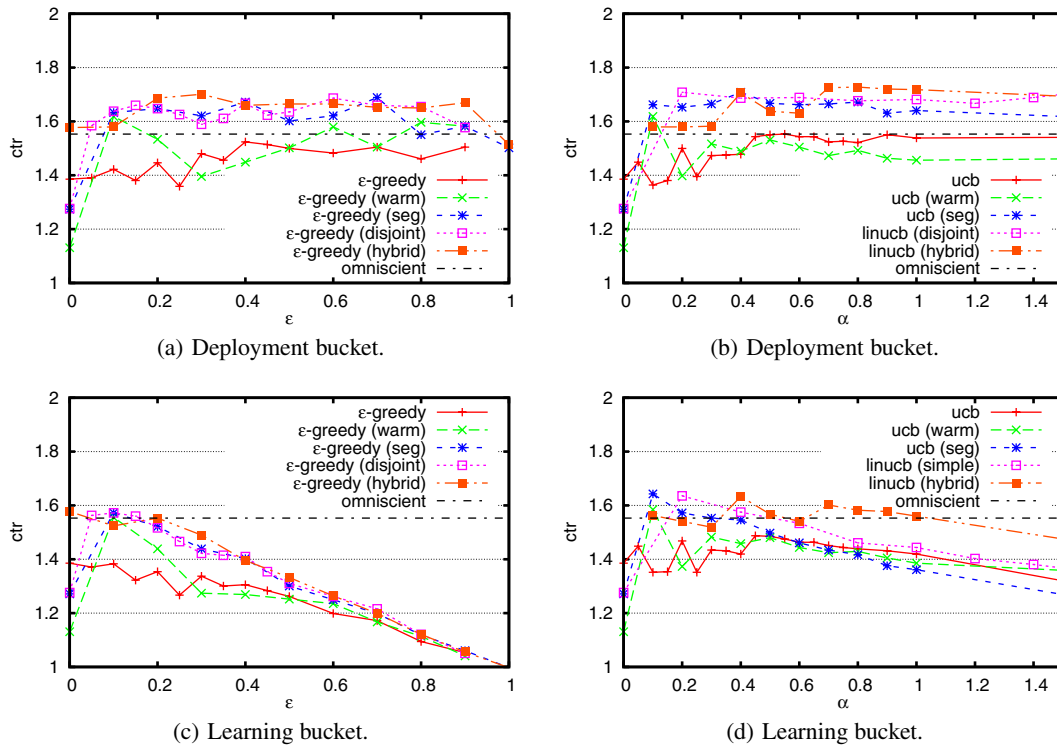 2
1.8
1.6
1.4
1.2
1
ctr
0 0.2 0.4 0.6 0.8 1
ε
ε-greedy
ε-greedy (warm)
ε-greedy (seg)
ε-greedy (disjoint)
ε-greedy (hybrid)
omniscient
(a) Deployment bucket.
2
1.8
1.6
1.4
1.2
1
ctr
0 0.2 0.4 0.6 0.8 1 1.2 1.4
α
ucb
ucb (warm)
ucb (seg)
linucb (disjoint)
linucb (hybrid)
omniscient
(b) Deployment bucket.
2
1.8
1.6
1.4
1.2
1
ctr
0 0.2 0.4 0.6 0.8 1
ε
ε-greedy
ε-greedy (warm)
ε-greedy (seg)
ε-greedy (disjoint)
ε-greedy (hybrid)
omniscient
(c) Learning bucket.
2
1.8
1.6
1.4
1.2
1
ctr
0 0.2 0.4 0.6 0.8 1 1.2 1.4
α
ucb
ucb (warm)
ucb (seg)
linucb (simple)
linucb (hybrid)
omniscient
(d) Learning bucket.